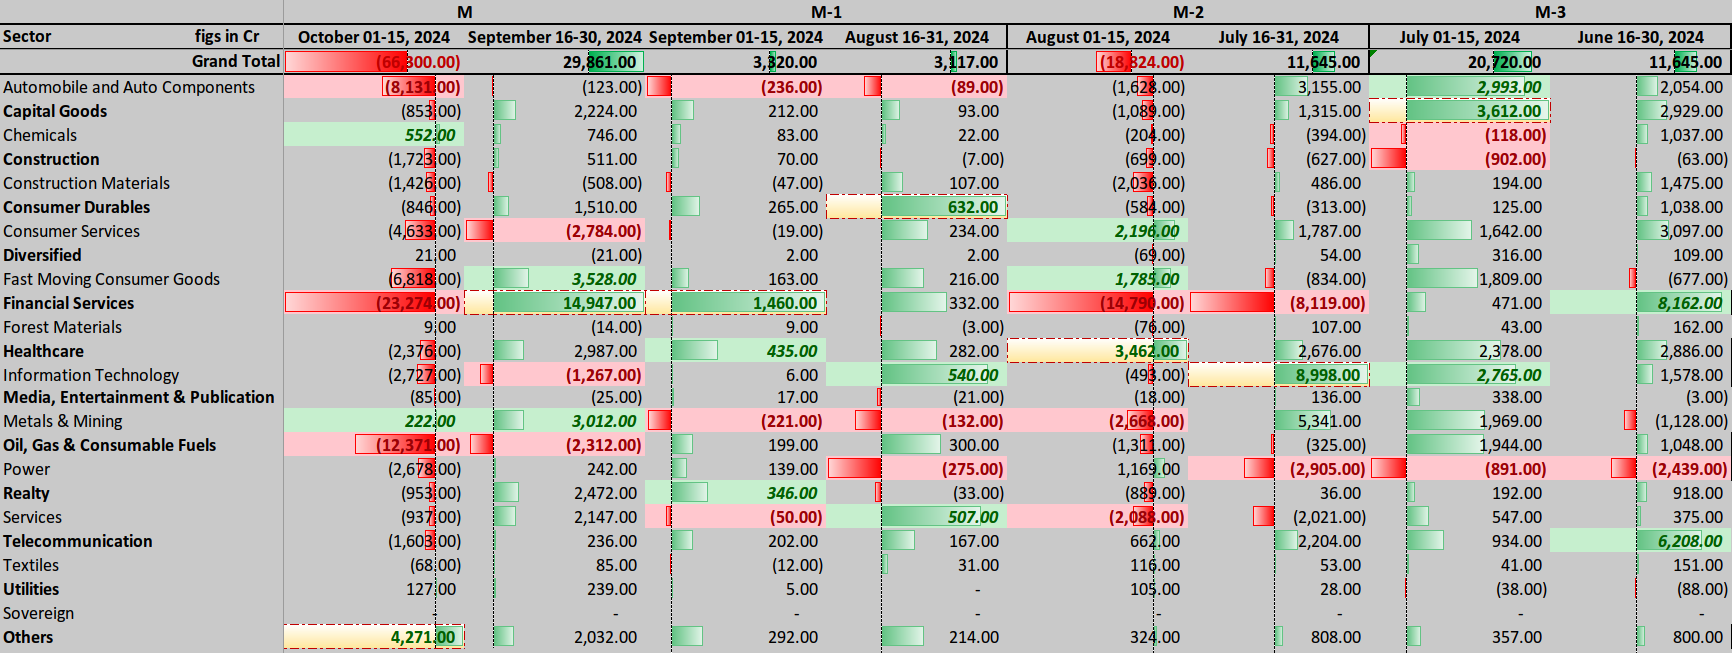 M M-1 M-2 M-3
Sector figs in Cr October 01-15, 2024 September 16-30, 2024 September 01-15, 2024 August 16-31, 2024 August 01-15, 2024 July 16-31, 2024 July 01-15, 2024 June 16-30, 2024
Grand Total (66,300.00) 29,861.00 3,320.00 3,117.00 (18,824.00) 11,645.00 20,720.00 11,645.00
Automobile and Auto Components (8,131.00) (123.00) (236.00) (89.00) (1,628.00) 3,155.00 2,993.00 2,054.00
Capital Goods (853.00) 2,224.00 212.00 93.00 (1,089.00) 1,315.00 3,612.00 2,929.00
Chemicals 552.00 746.00 83.00 22.00 (204.00) (394.00) (118.00) 1,037.00
Construction (1,723.00) 511.00 70.00 (7.00) (699.00) (627.00) (902.00) (63.00)
Construction Materials (1,426.00) (508.00) (47.00) 107.00 (2,036.00) 486.00 194.00 1,475.00
Consumer Durables (846.00) 1,510.00 265.00 632.00 (584.00) (313.00) 125.00 1,038.00
Consumer Services (4,633.00) (2,784.00) (19.00) 234.00 2,196.00 1,787.00 1,642.00 3,097.00
Diversified 21.00 (21.00) 2.00 2.00 (69.00) 54.00 316.00 109.00
Fast Moving Consumer Goods (6,818.00) 3,528.00 163.00 216.00 1,785.00 (834.00) 1,809.00 (677.00)
Financial Services (23,274.00) 14,947.00 1,460.00 332.00 (14,790.00) (8,119.00) 471.00 8,162.00
Forest Materials 9.00 (14.00) 9.00 (3.00) (76.00) 107.00 43.00 162.00
Healthcare (2,376.00) 2,987.00 435.00 282.00 3,462.00 2,676.00 2,378.00 2,886.00
Information Technology (2,727.00) (1,267.00) 6.00 540.00 (493.00) 8,998.00 2,765.00 1,578.00
Media, Entertainment & Publication (85.00) (25.00) 17.00 (21.00) (18.00) 136.00 338.00 (3.00)
Metals & Mining 222.00 3,012.00 (221.00) (132.00) (2,668.00) 5,341.00 1,969.00 (1,128.00)
Oil, Gas & Consumable Fuels (12,371.00) (2,312.00) 199.00 300.00 (1,311.00) (325.00) 1,944.00 1,048.00
Power (2,678.00) 242.00 139.00 (275.00) 1,169.00 (2,905.00) (891.00) (2,439.00)
Realty (953.00) 2,472.00 346.00 (33.00) (889.00) 36.00 192.00 918.00
Services (937.00) 2,147.00 (50.00) 507.00 (2,088.00) (2,021.00) 547.00 375.00
Telecommunication (1,603.00) 236.00 202.00 167.00 662.00 2,204.00 934.00 6,208.00
Textiles (68.00) 85.00 (12.00) 31.00 116.00 53.00 41.00 151.00
Utilities 127.00 239.00 5.00 - 105.00 28.00 (38.00) (88.00)
Sovereign - - - - - - - -
Others 4,271.00 2,032.00 292.00 214.00 324.00 808.00 357.00 800.00